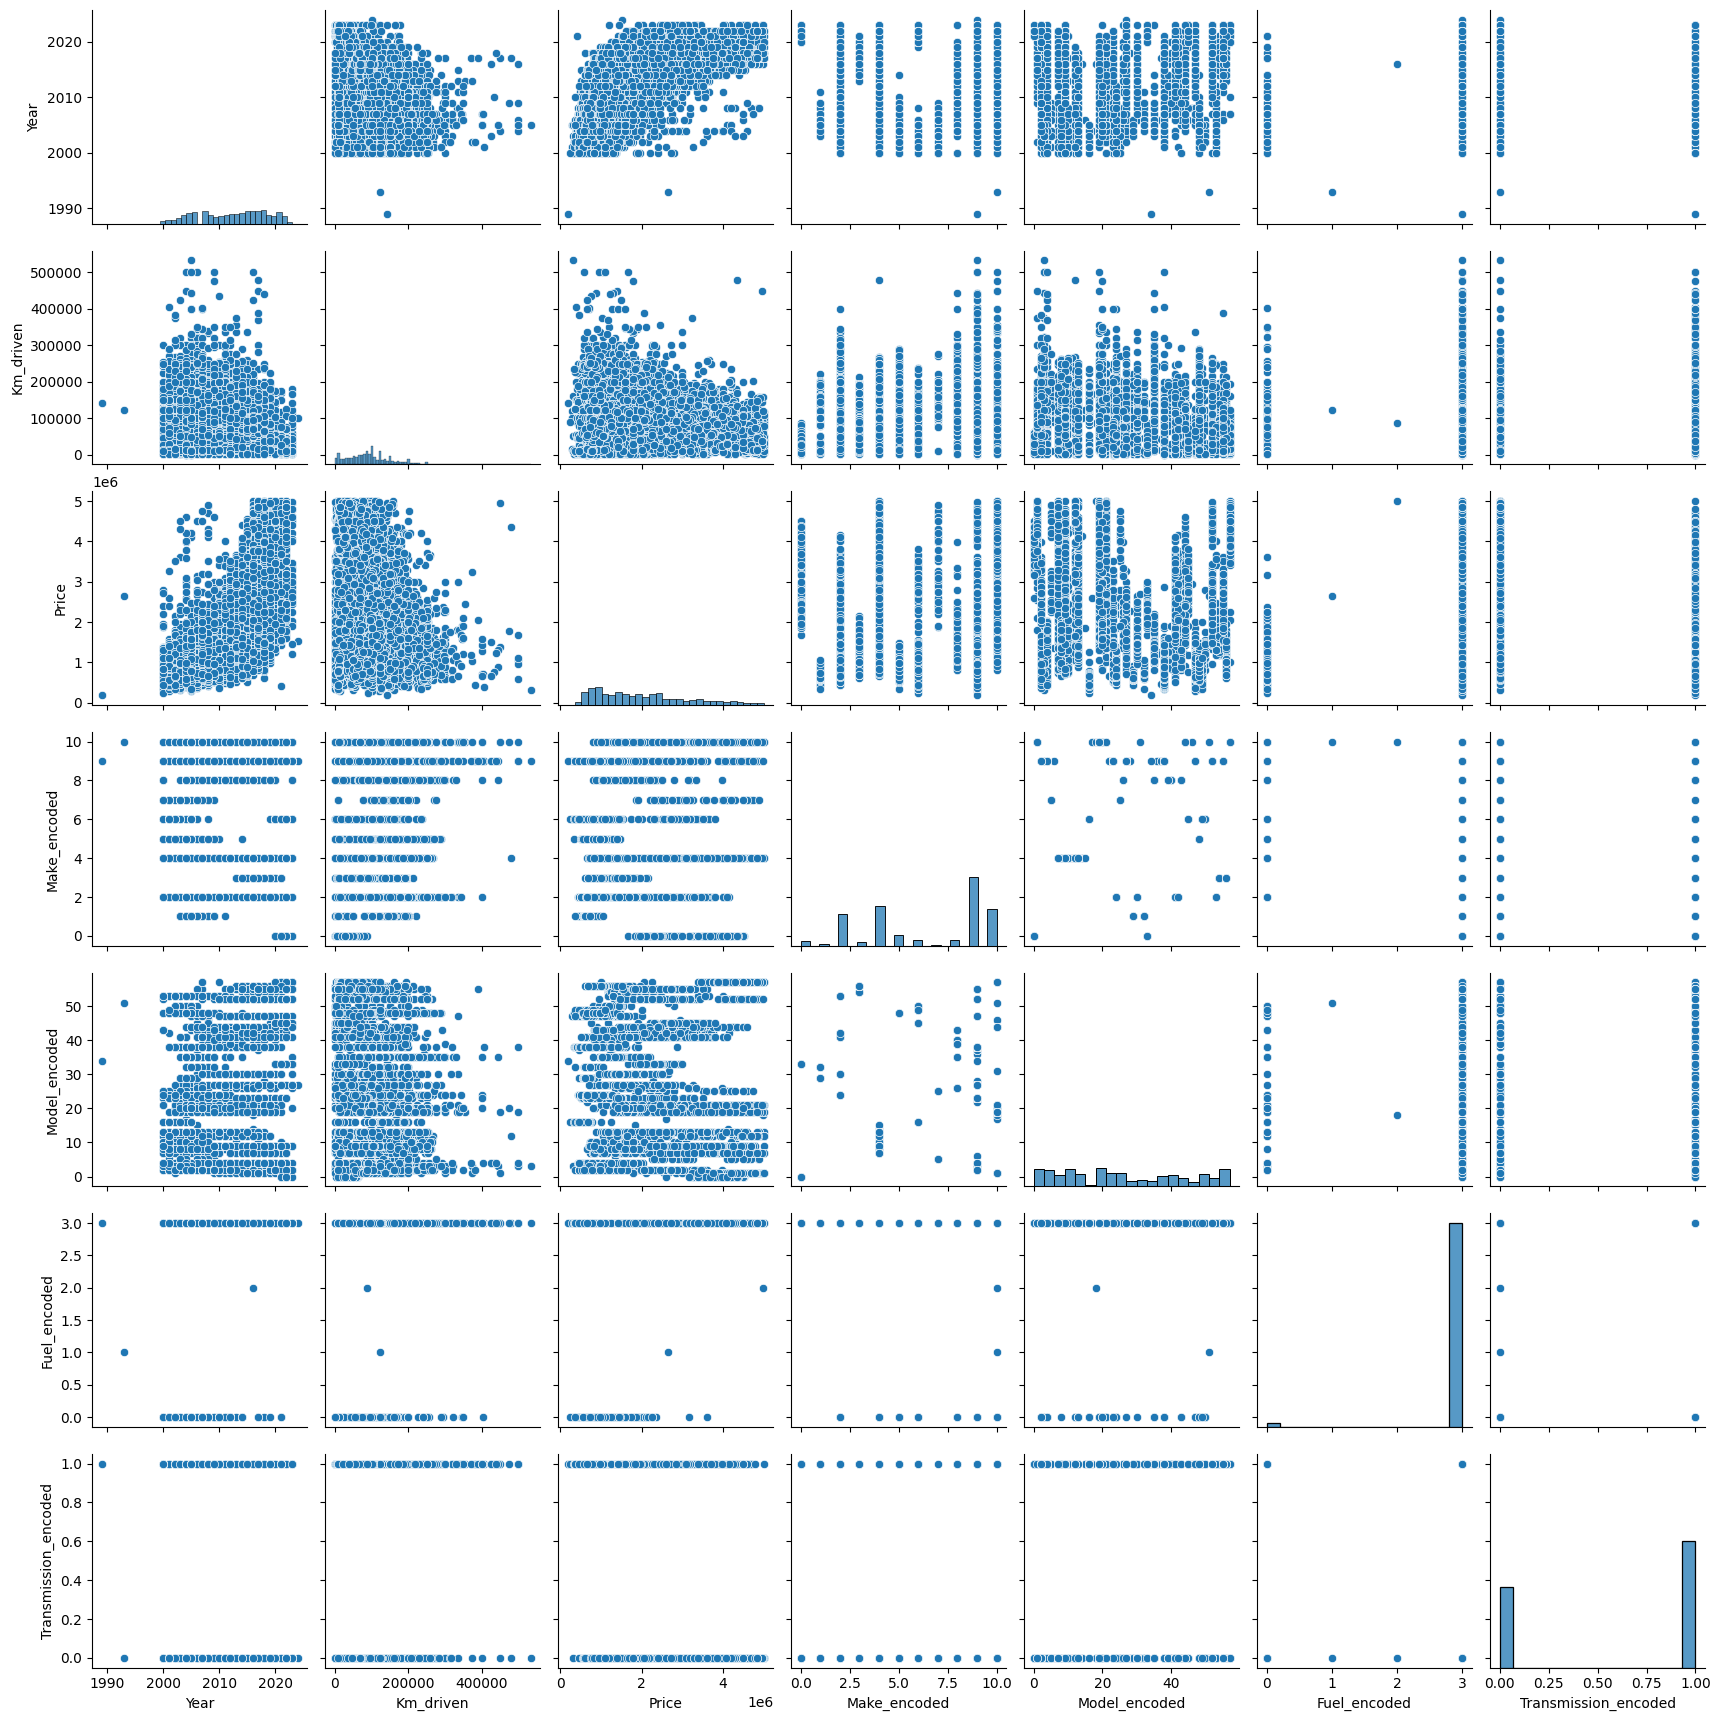 2020
2010
2000
1990
Year
500000
400000
300000
200000
100000
0
Km_driven
1e6
5
4
3
2
1
0
Price
10
8
6
4
2
0
Make_encoded
50
40
30
20
10
0
Model_encoded
3.0
2.5
2.0
1.5
1.0
0.5
0.0
Fuel_encoded
1.0
0.8
0.6
0.4
0.2
0.0
Transmission_encoded
1990 2000 2010 2020
Year
0 200000 400000
Km_driven
0 2 4
1e6
Price
0.0 2.5 5.0 7.5 10.0
Make_encoded
0 20 40
Model_encoded
0 1 2 3
Fuel_encoded
0.00 0.25 0.50 0.75 1.00
Transmission_encoded